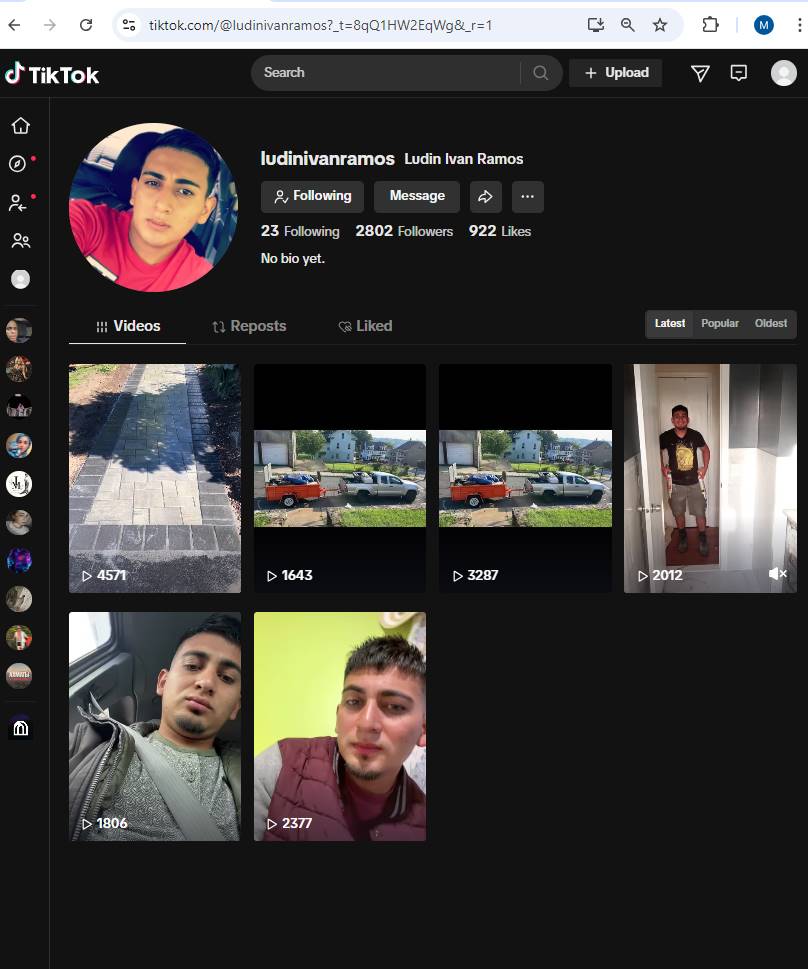 tiktok.com/@ludinivanramos?_t=8qQ1HW2EqWg&_r=1
M
TikTok
Search
Upload
ludinivanramos Ludin Ivan Ramos
Following Message
23 Following 2802 Followers 922 Likes
No bio yet.
Videos Reposts Liked
Latest Popular Oldest
4571 1643 3287 2012
1806 2377